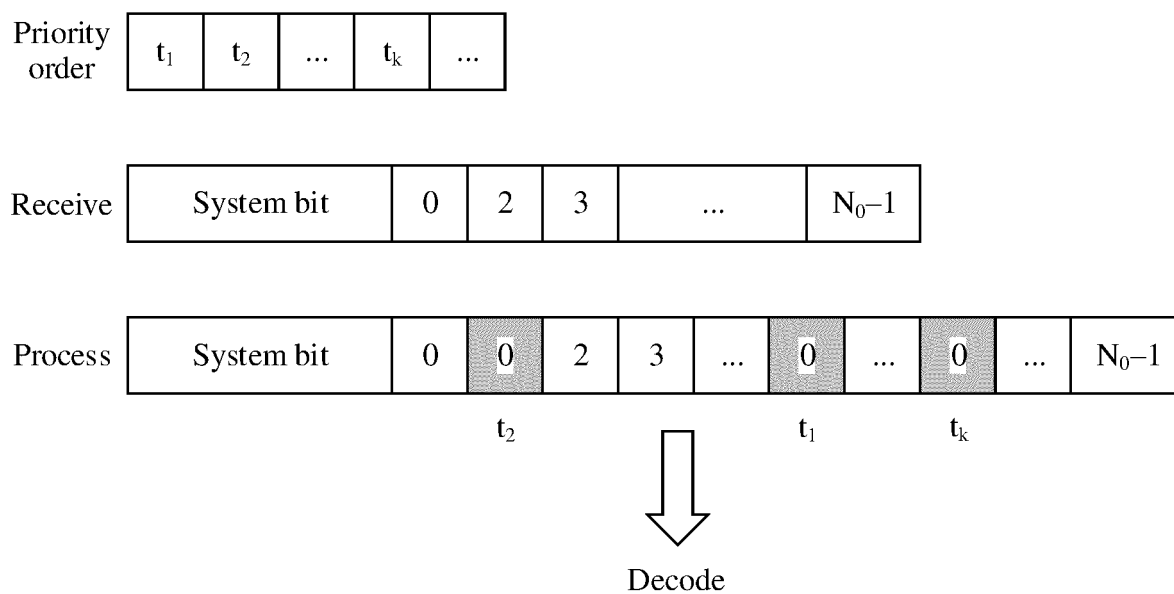 Priority order t₁ t₂ ... tₖ ...
Receive System bit 0 2 3 ... N₀–1
Process System bit 0 0 2 3 ... 0 ... 0 ... N₀–1
t₂ t₁ tₖ
Decode